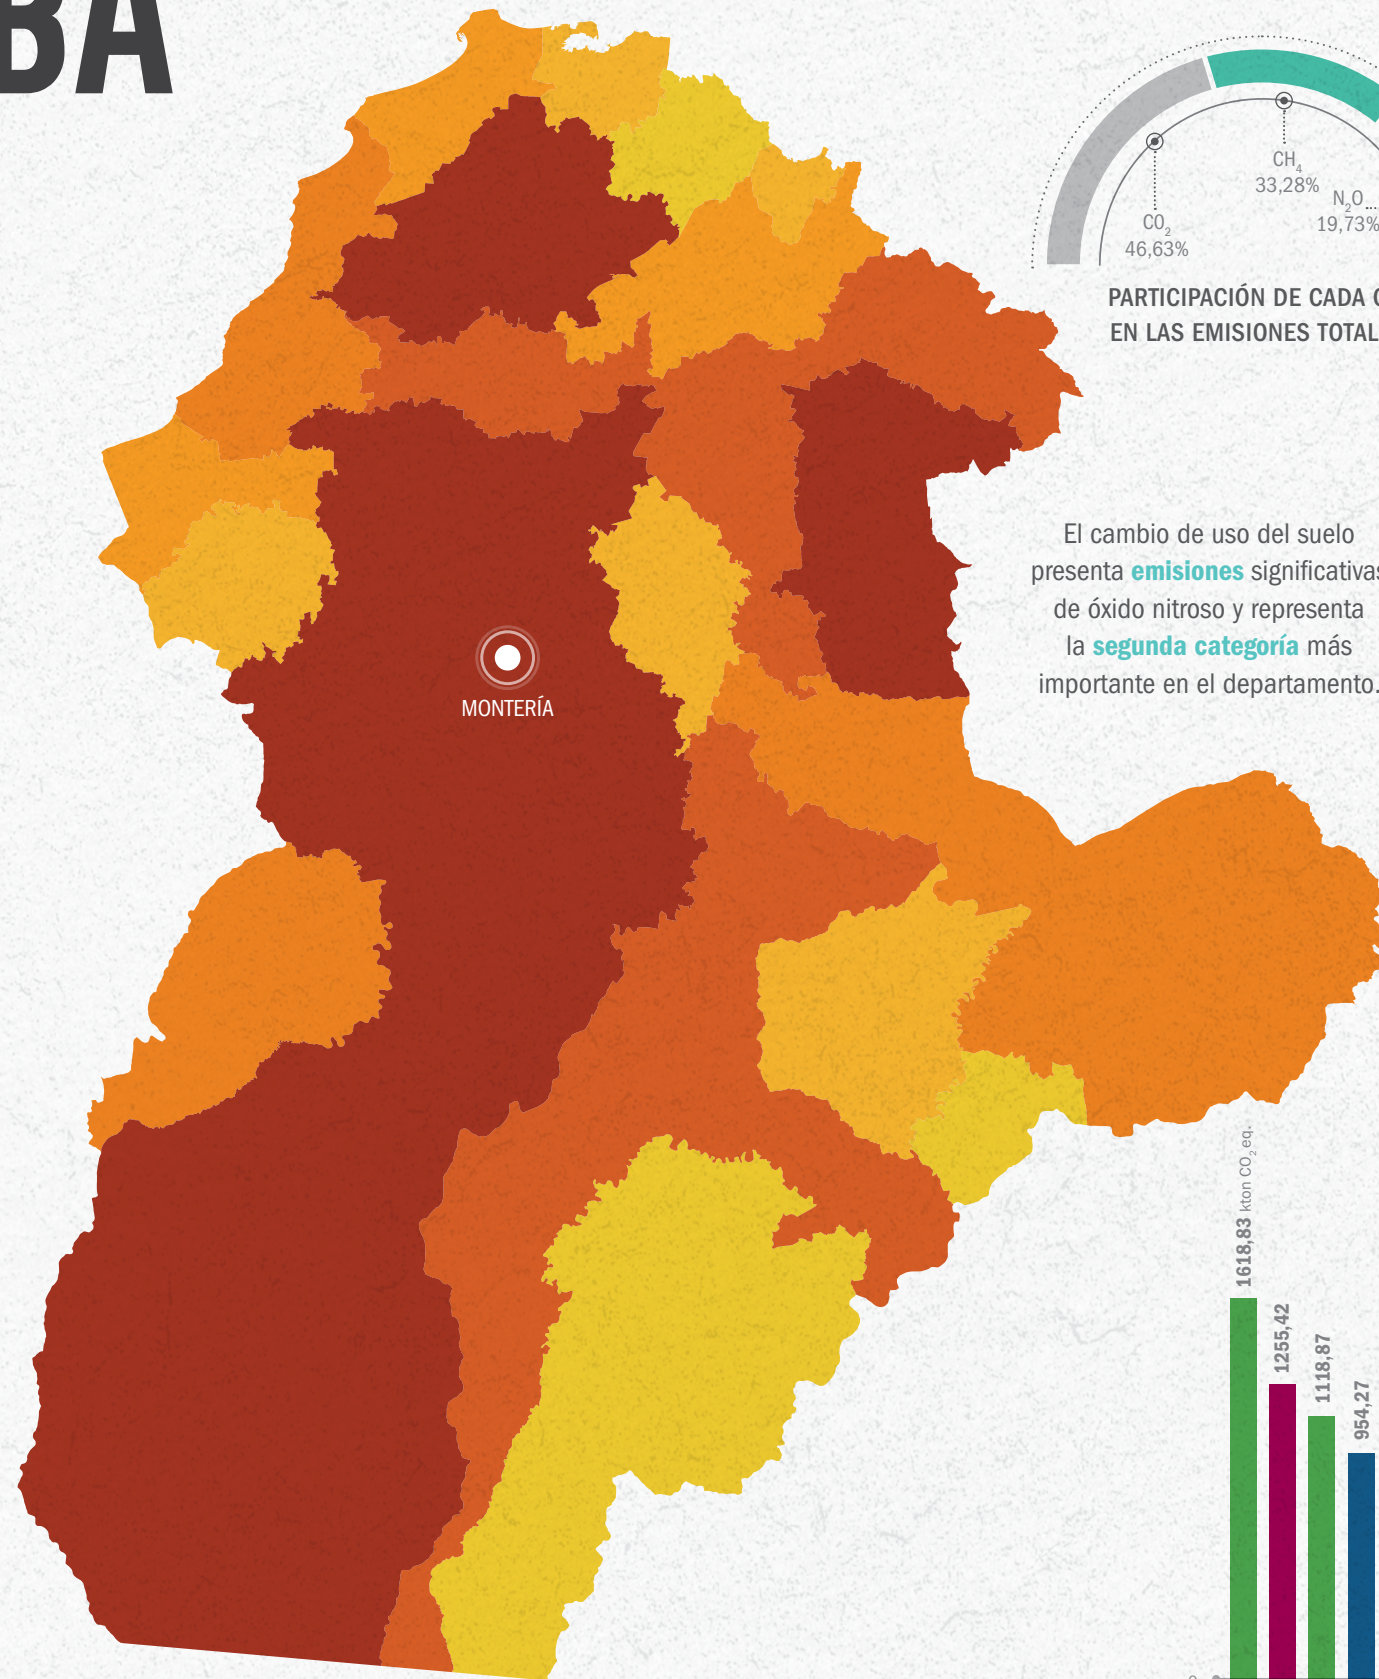 BA
CO2
46,63%
CH4
33,28%
N2O
19,73%
PARTICIPACIÓN DE CADA
EN LAS EMISIONES TOTAL
El cambio de uso del suelo
presenta emisiones significativas
de óxido nitroso y representa
la segunda categoría más
importante en el departamento.
MONTERÍA
1618,83 kton CO2 eq.
1255,42
1118,87
954,27
0